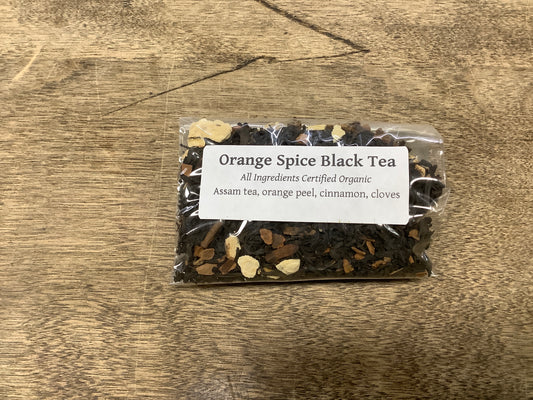 Orange Spice Black Tea
All Ingredients Certified Organic
Assam tea, orange peel, cinnamon, cloves